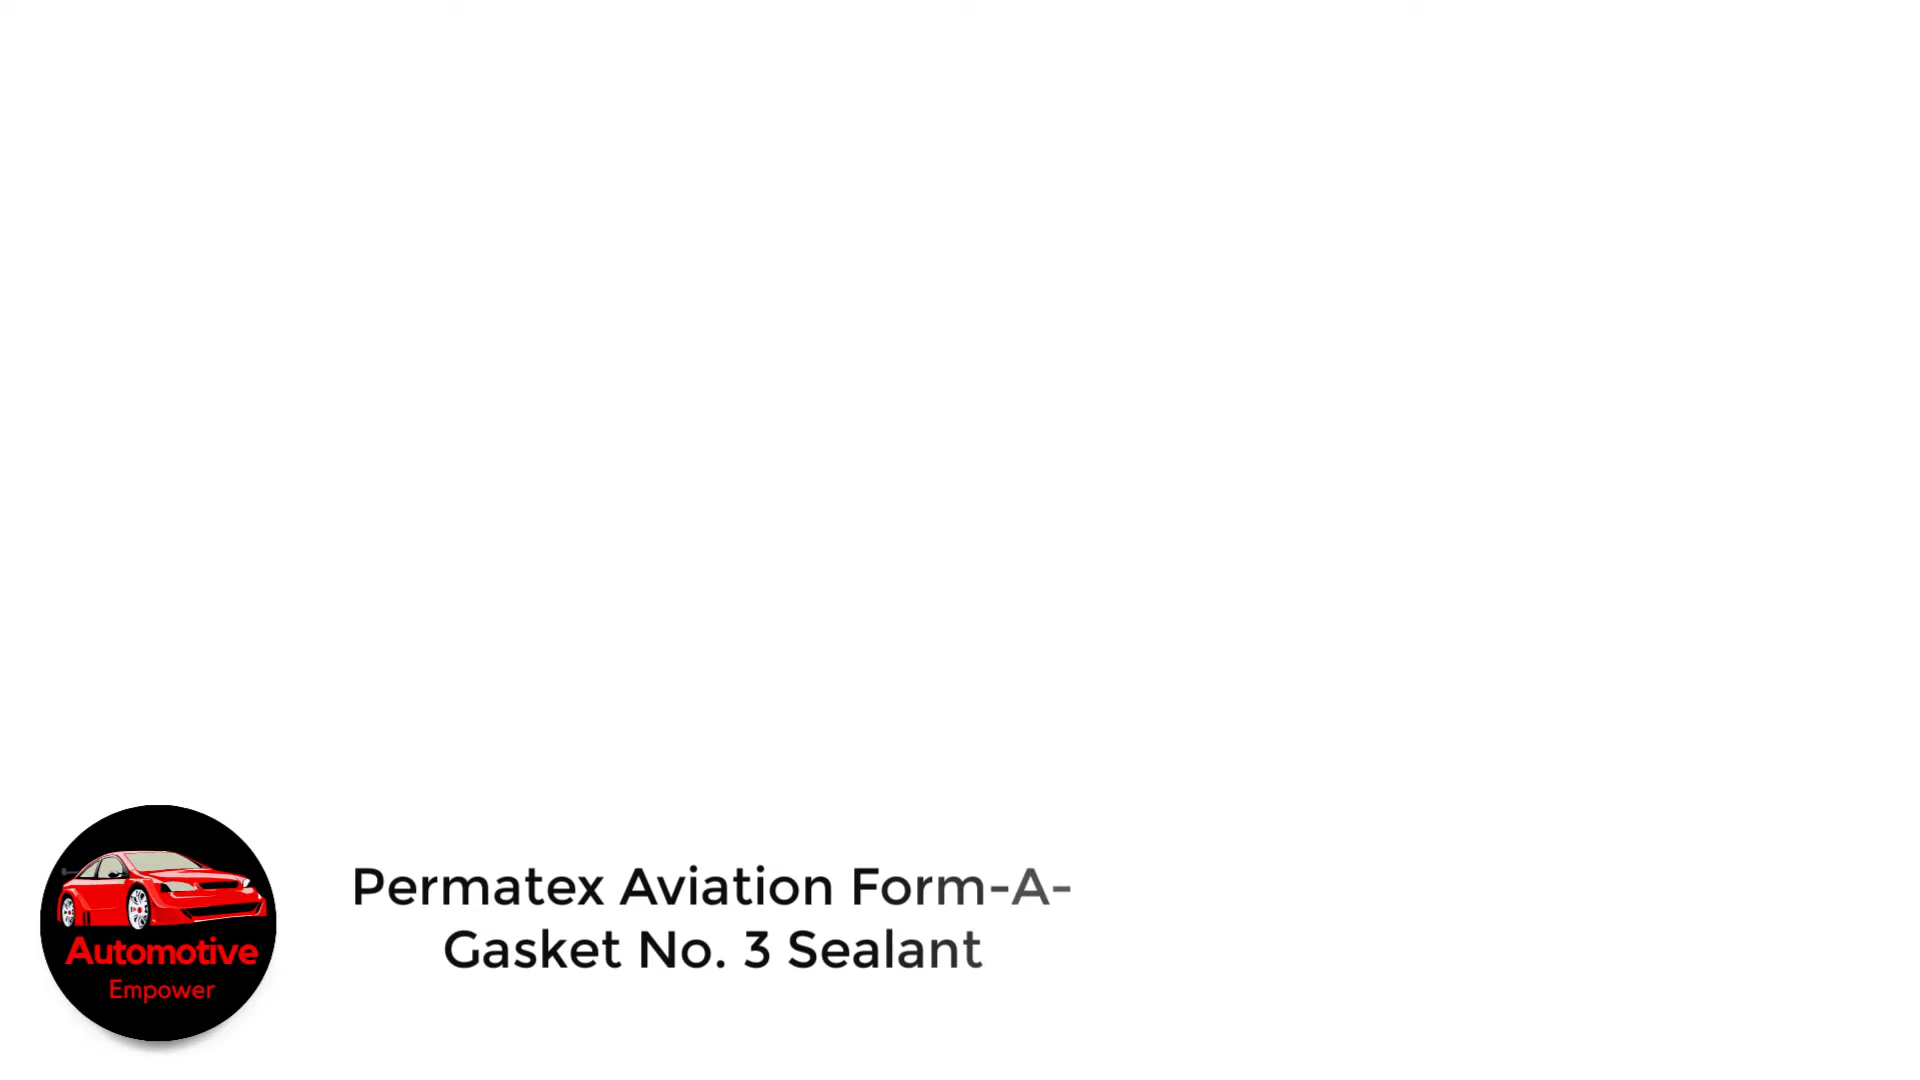 Permatex Aviation Form-A-
Gasket No. 3 Sealant
Automotive
Empower